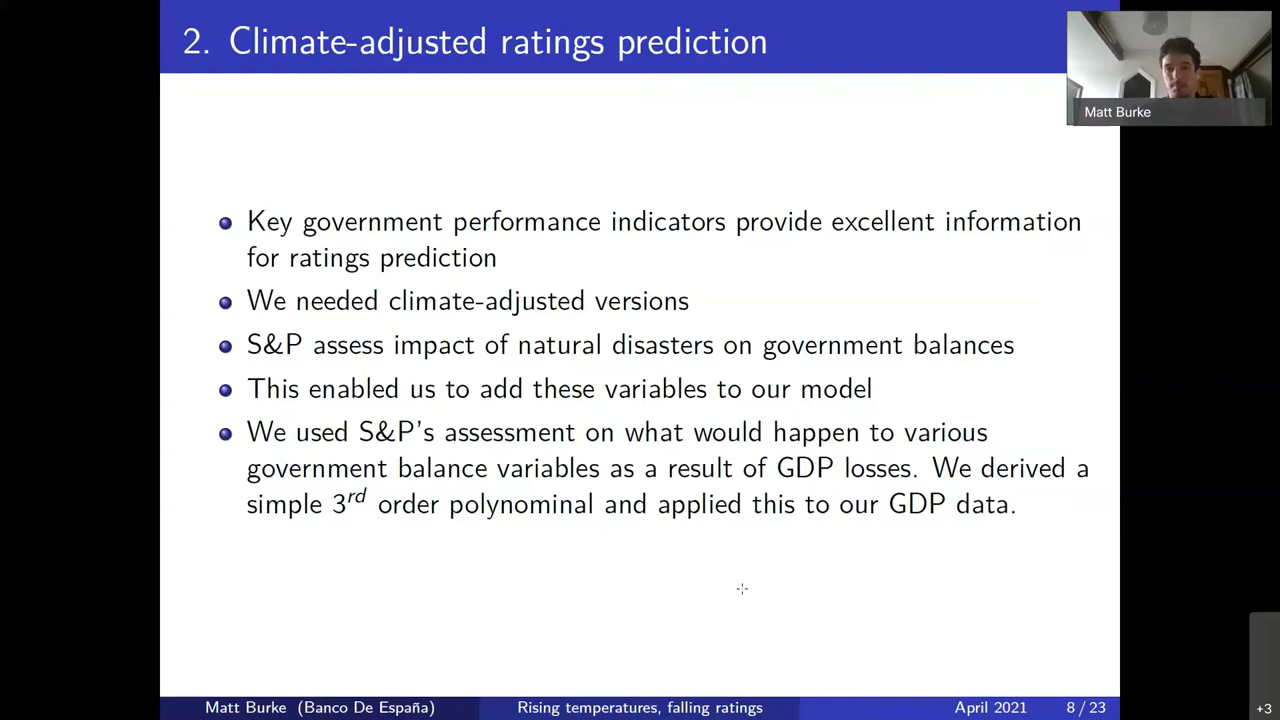 2. Climate-adjusted ratings prediction
Matt Burke
Key government performance indicators provide excellent information
for ratings prediction
We needed climate-adjusted versions
S&P assess impact of natural disasters on government balances
This enabled us to add these variables to our model
We used S&P's assessment on what would happen to various
government balance variables as a result of GDP losses. We derived a
simple 3rd order polynominal and applied this to our GDP data.
Matt Burke (Banco De España)
Rising temperatures, falling ratings
April 2021
8 / 23
+3